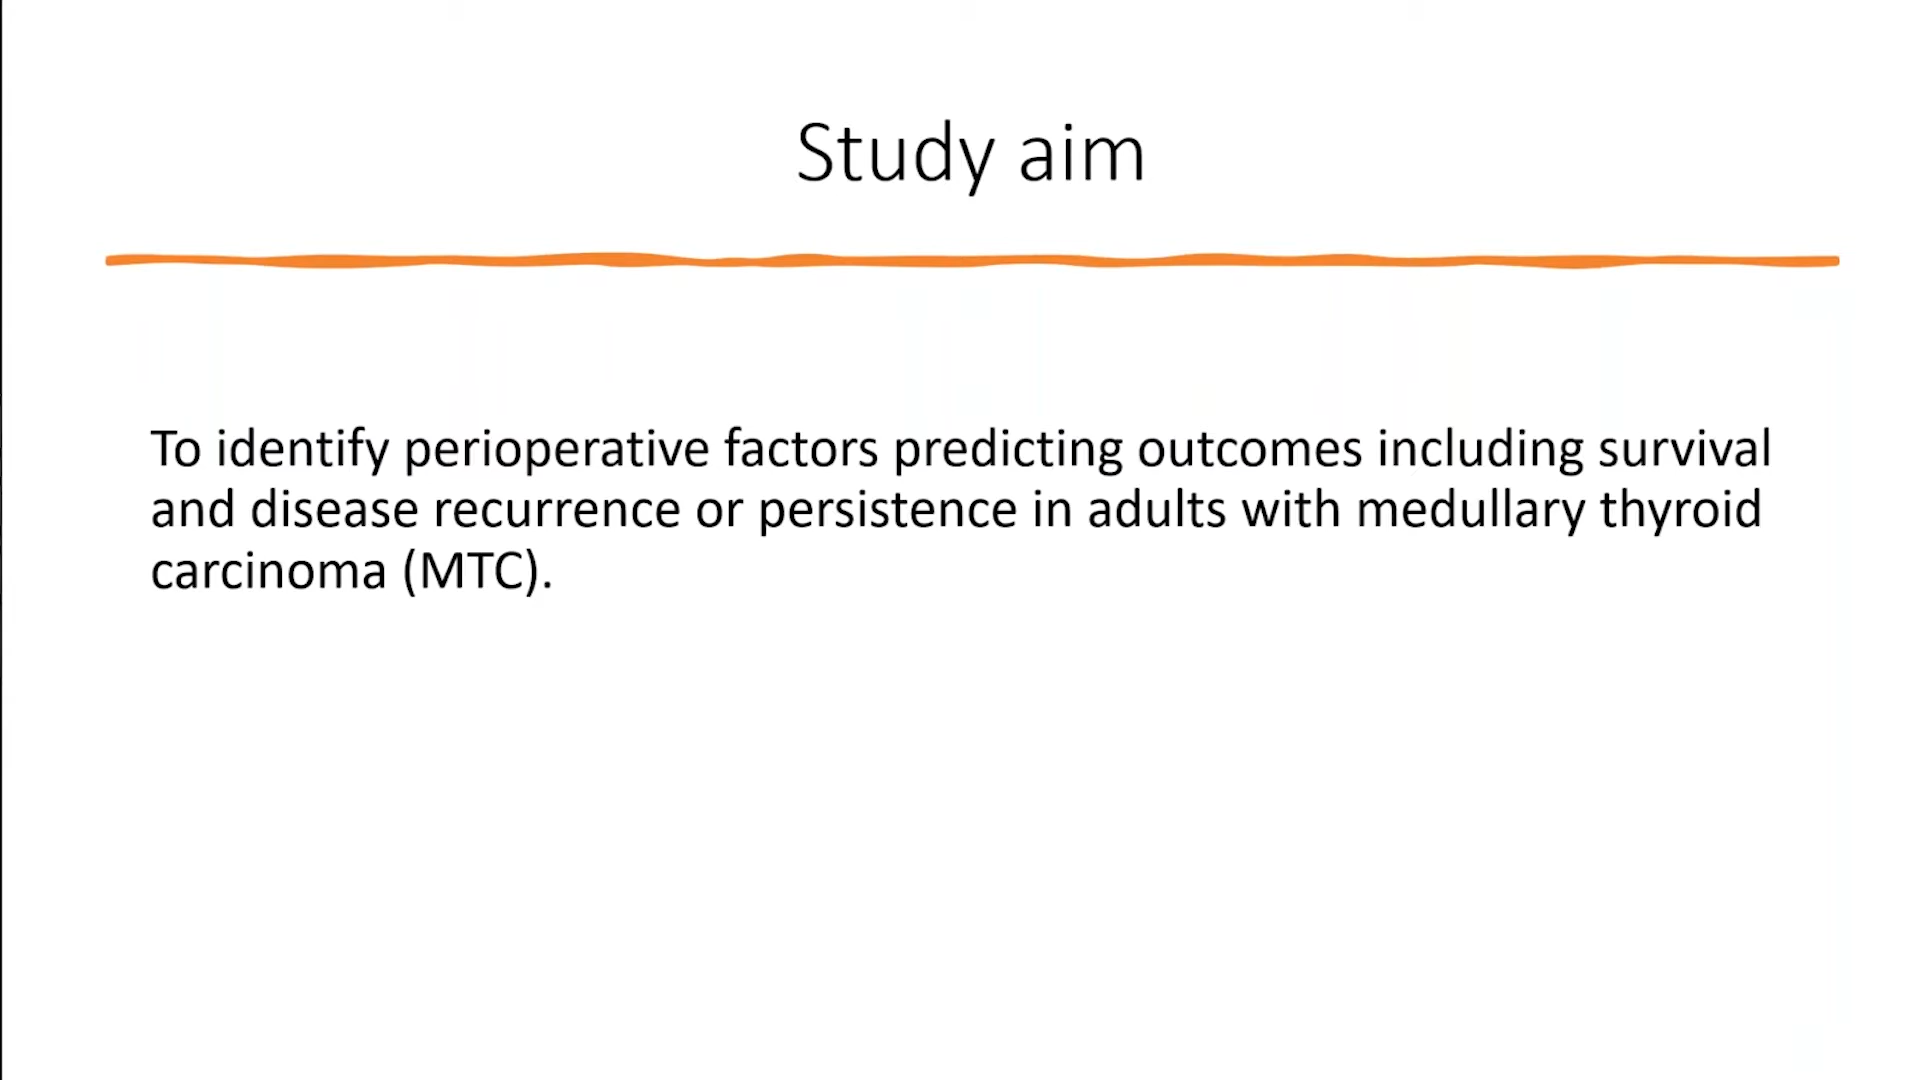 Study aim
To identify perioperative factors predicting outcomes including survival
and disease recurrence or persistence in adults with medullary thyroid
carcinoma (MTC).